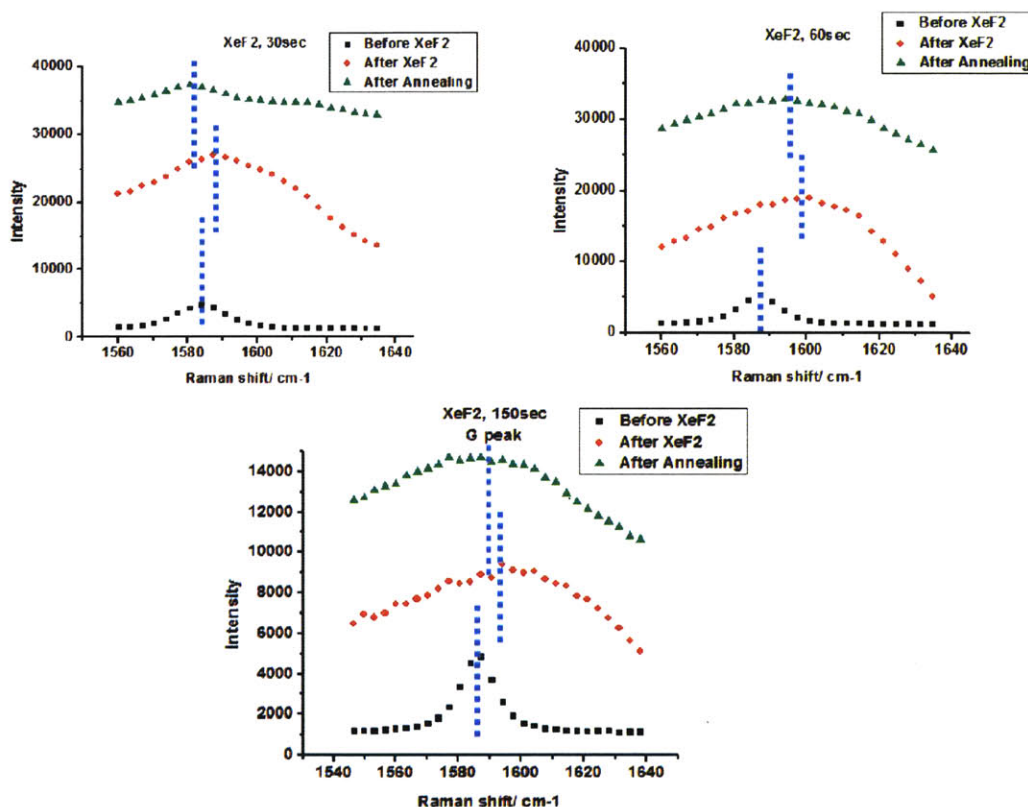 XeF2, 30sec
Before XeF2
After XeF2
After Annealing
40000
30000
20000
10000
0
Intensity
1560 1580 1600 1620 1640
Raman shift/ cm-1
XeF2, 60sec
Before XeF2
After XeF2
After Annealing
40000
30000
20000
10000
0
Intensity
1560 1580 1600 1620 1640
Raman shift/ cm-1
XeF2, 150sec
G peak
Before XeF2
After XeF2
After Annealing
14000
12000
10000
8000
6000
4000
2000
0
Intensity
1540 1560 1580 1600 1620 1640
Raman shift/ cm-1